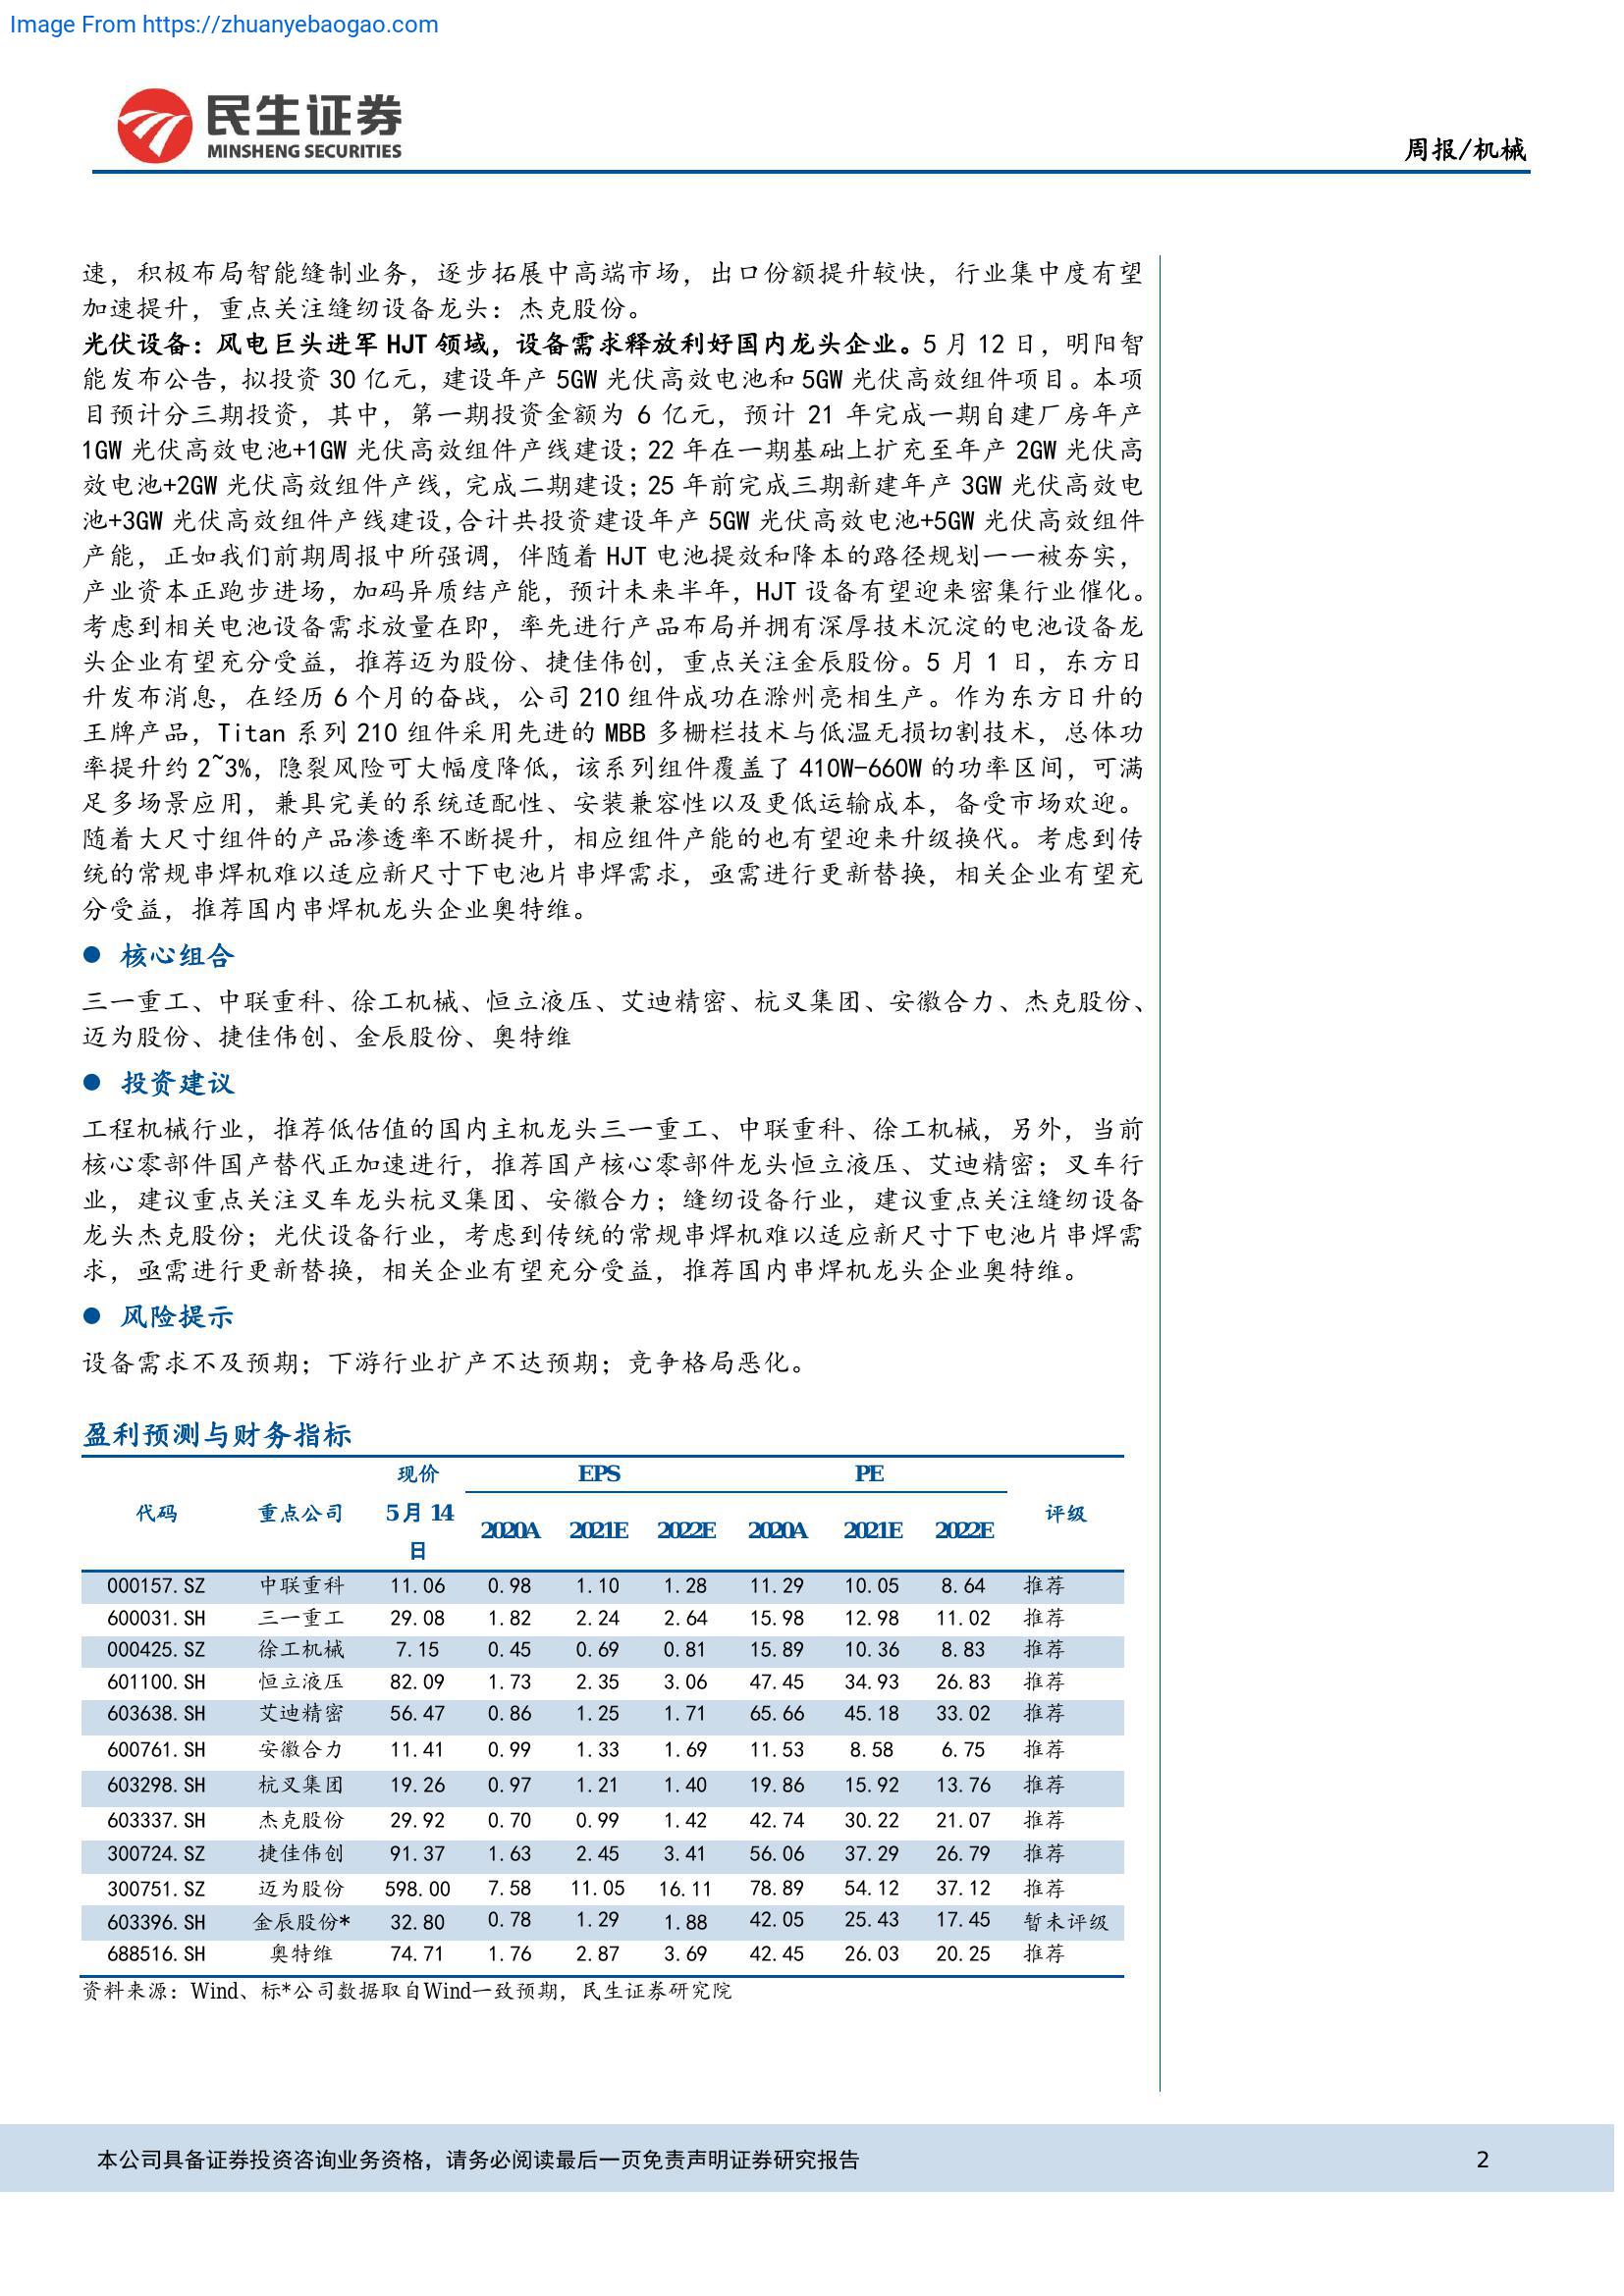 Image From https://zhuanyebaogao.com
民生证券
MINSHENG SECURITIES
周报/机械
速，积极布局智能缝制业务，逐步拓展中高端市场，出口份额提升较快，行业集中度有望
加速提升，重点关注缝纫设备龙头：杰克股份。
光伏设备：风电巨头进军 HJT 领域，设备需求释放利好国内龙头企业。5 月 12 日，明阳智
能发布公告，拟投资 30 亿元，建设年产 5GW 光伏高效电池和 5GW 光伏高效组件项目。本项
目预计分三期投资，其中，第一期投资金额为 6 亿元，预计 21 年完成一期自建厂房年产
1GW 光伏高效电池+1GW 光伏高效组件产线建设；22 年在一期基础上扩充至年产 2GW 光伏高
效电池+2GW 光伏高效组件产线，完成二期建设；25 年前完成三期新建年产 3GW 光伏高效电
池+3GW 光伏高效组件产线建设，合计共投资建设年产 5GW 光伏高效电池+5GW 光伏高效组件
产能，正如我们前期周报中所强调，伴随着 HJT 电池提效和降本的路径规划一一被夯实，
产业资本正跑步进场，加码异质结产能，预计未来半年，HJT 设备有望迎来密集行业催化。
考虑到相关电池设备需求放量在即，率先进行产品布局并拥有深厚技术沉淀的电池设备龙
头企业有望充分受益，推荐迈为股份、捷佳伟创，重点关注金辰股份。5 月 1 日，东方日
升发布消息，在经历 6 个月的奋战，公司 210 组件成功在滁州亮相生产。作为东方日升的
王牌产品，Titan 系列 210 组件采用先进的 MBB 多栅栏技术与低温无损切割技术，总体功
率提升约 2~3%，隐裂风险可大幅度降低，该系列组件覆盖了 410W-660W 的功率区间，可满
足多场景应用，兼具完美的系统适配性、安装兼容性以及更低运输成本，备受市场欢迎。
随着大尺寸组件的产品渗透率不断提升，相应组件产能的也有望迎来升级换代。考虑到传
统的常规串焊机难以适应新尺寸下电池片串焊需求，亟需进行更新替换，相关企业有望充
分受益，推荐国内串焊机龙头企业奥特维。
● 核心组合
三一重工、中联重科、徐工机械、恒立液压、艾迪精密、杭叉集团、安徽合力、杰克股份、
迈为股份、捷佳伟创、金辰股份、奥特维
● 投资建议
工程机械行业，推荐低估值的国内主机龙头三一重工、中联重科、徐工机械，另外，当前
核心零部件国产替代正加速进行，推荐国产核心零部件龙头恒立液压、艾迪精密；叉车行
业，建议重点关注叉车龙头杭叉集团、安徽合力；缝纫设备行业，建议重点关注缝纫设备
龙头杰克股份；光伏设备行业，考虑到传统的常规串焊机难以适应新尺寸下电池片串焊需
求，亟需进行更新替换，相关企业有望充分受益，推荐国内串焊机龙头企业奥特维。
● 风险提示
设备需求不及预期；下游行业扩产不达预期；竞争格局恶化。
盈利预测与财务指标
现价 EPS PE
代码 重点公司 5 月 14 评级
2020A 2021E 2022E 2020A 2021E 2022E
日
000157.SZ 中联重科 11.06 0.98 1.10 1.28 11.29 10.05 8.64 推荐
600031.SH 三一重工 29.08 1.82 2.24 2.64 15.98 12.98 11.02 推荐
000425.SZ 徐工机械 7.15 0.45 0.69 0.81 15.89 10.36 8.83 推荐
601100.SH 恒立液压 82.09 1.73 2.35 3.06 47.45 34.93 26.83 推荐
603638.SH 艾迪精密 56.47 0.86 1.25 1.71 65.66 45.18 33.02 推荐
600761.SH 安徽合力 11.41 0.99 1.33 1.69 11.53 8.58 6.75 推荐
603298.SH 杭叉集团 19.26 0.97 1.21 1.40 19.86 15.92 13.76 推荐
603337.SH 杰克股份 29.92 0.70 0.99 1.42 42.74 30.22 21.07 推荐
300724.SZ 捷佳伟创 91.37 1.63 2.45 3.41 56.06 37.29 26.79 推荐
300751.SZ 迈为股份 598.00 7.58 11.05 16.11 78.89 54.12 37.12 推荐
603396.SH 金辰股份* 32.80 0.78 1.29 1.88 42.05 25.43 17.45 暂未评级
688516.SH 奥特维 74.71 1.76 2.87 3.69 42.45 26.03 20.25 推荐
资料来源：Wind、标*公司数据取自Wind一致预期，民生证券研究院
本公司具备证券投资咨询业务资格，请务必阅读最后一页免责声明证券研究报告 2